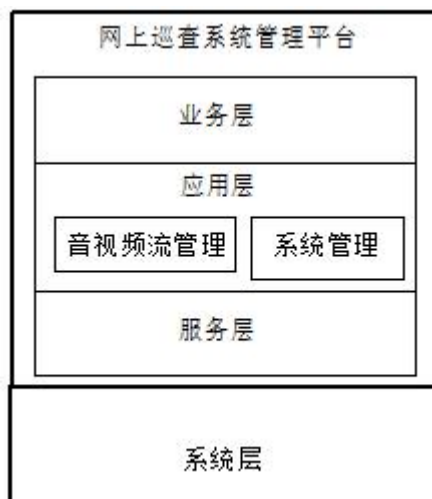 网上巡查系统管理平台
业务层
应用层
音视频流管理 系统管理
服务层
系统层